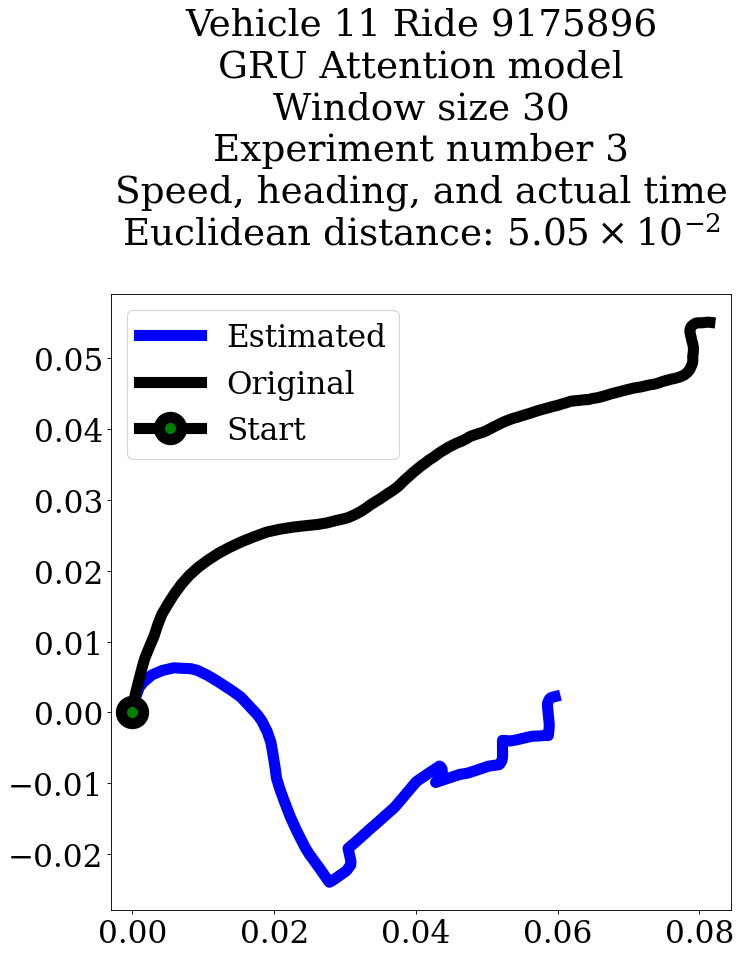 Vehicle 11 Ride 9175896
GRU Attention model
Window size 30
Experiment number 3
Speed, heading, and actual time
Euclidean distance: 5.05 × 10⁻²
Estimated
Original
Start
0.05
0.04
0.03
0.02
0.01
0.00
−0.01
−0.02
0.00 0.02 0.04 0.06 0.08